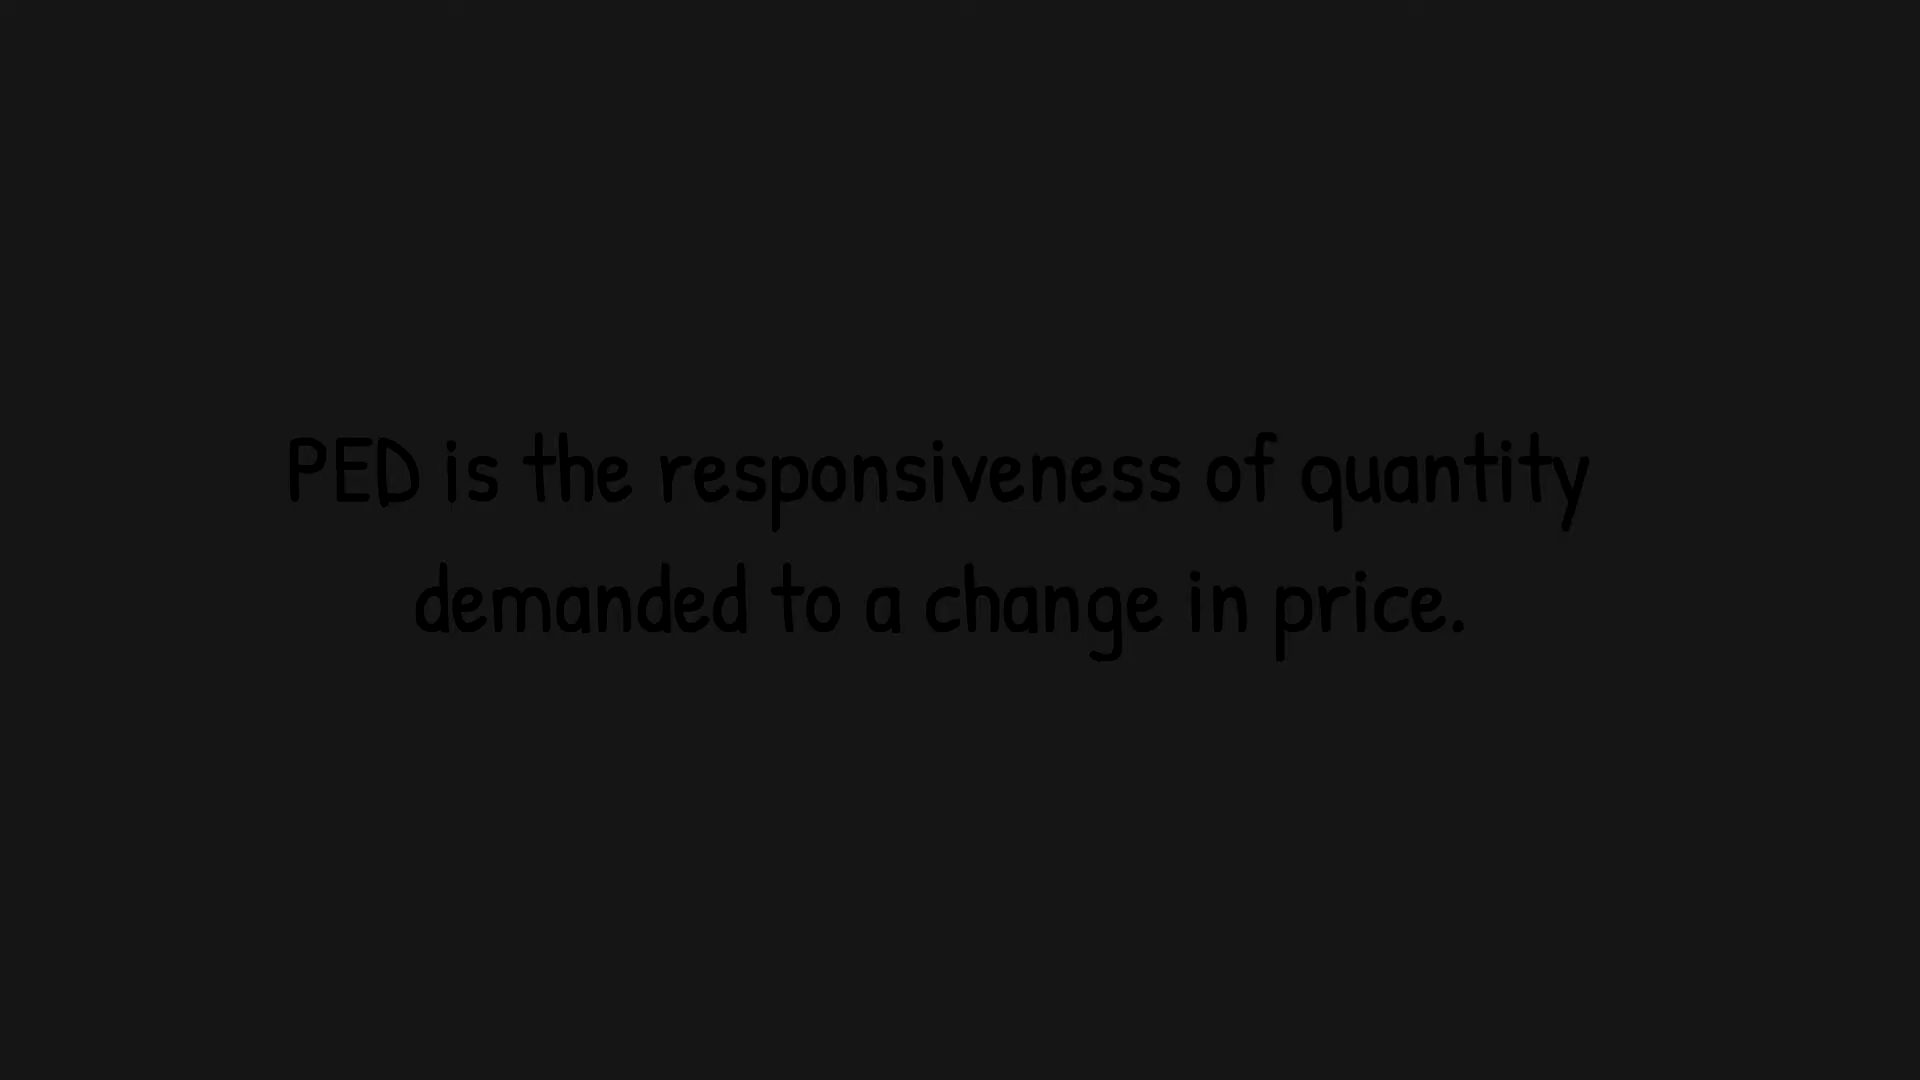 PED is the responsiveness of quantity
demanded to a change in price.